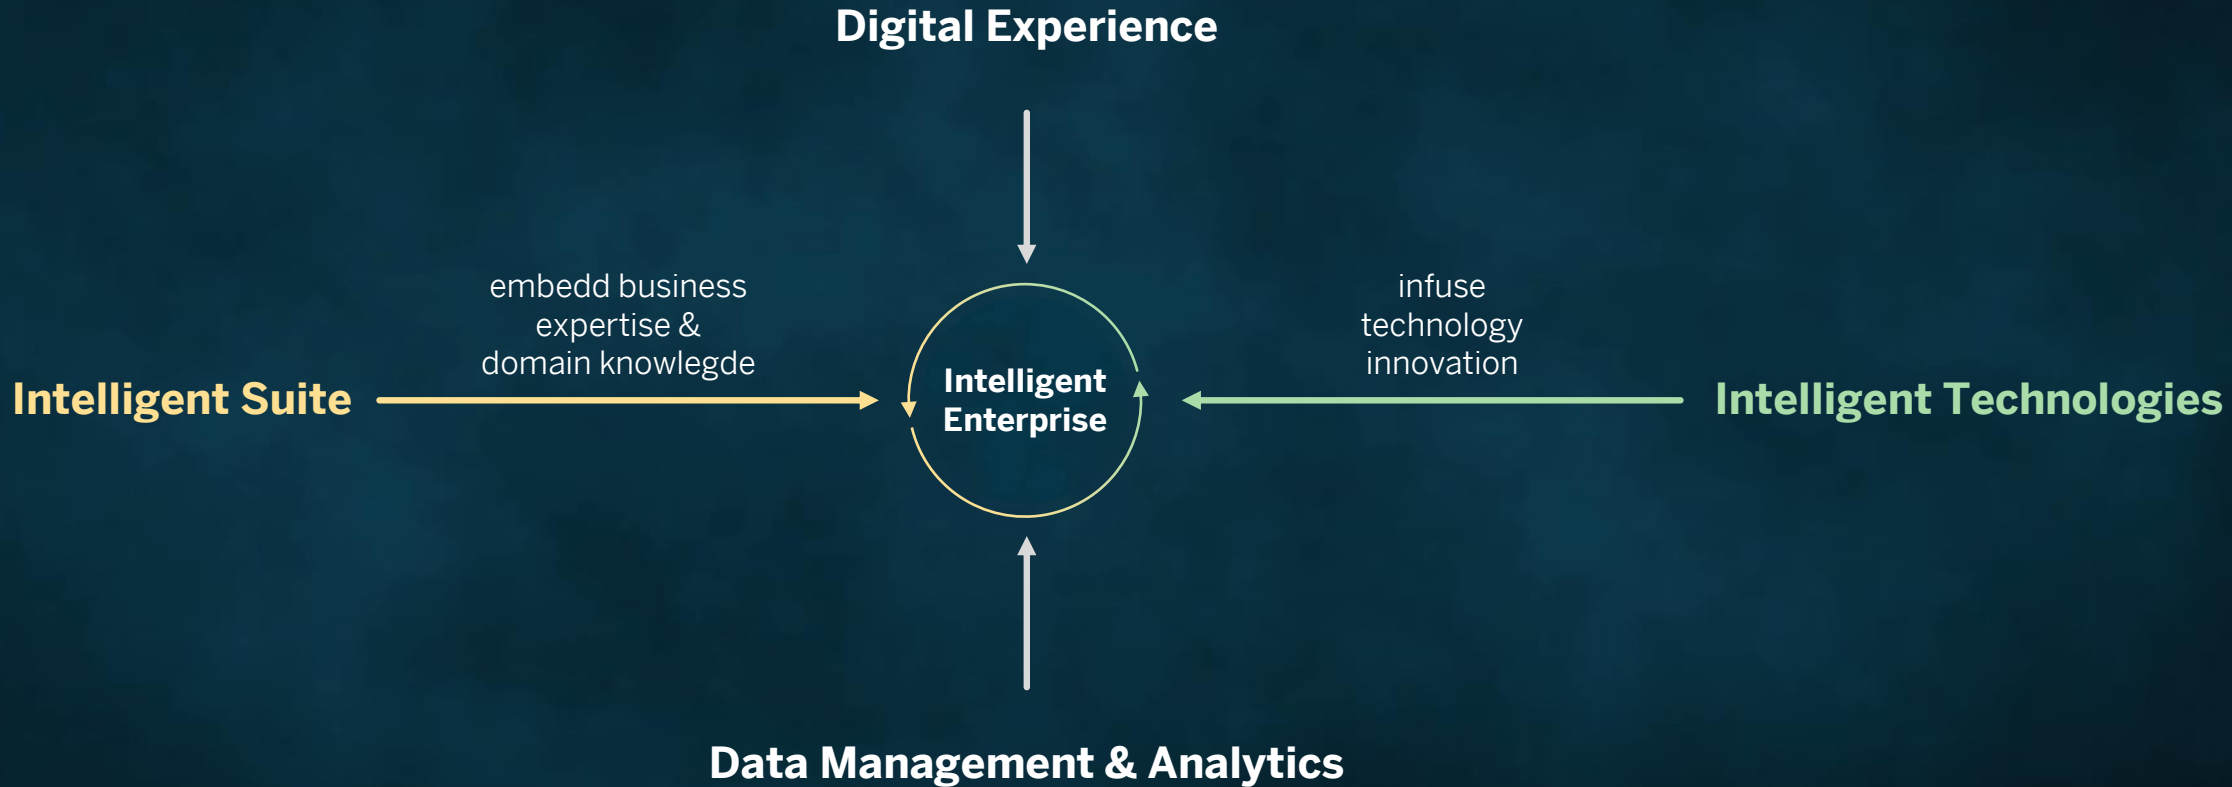 Digital Experience
embedd business
expertise &
domain knowlegde
infuse
technology
innovation
Intelligent Suite
Intelligent
Enterprise
Intelligent Technologies
Data Management & Analytics